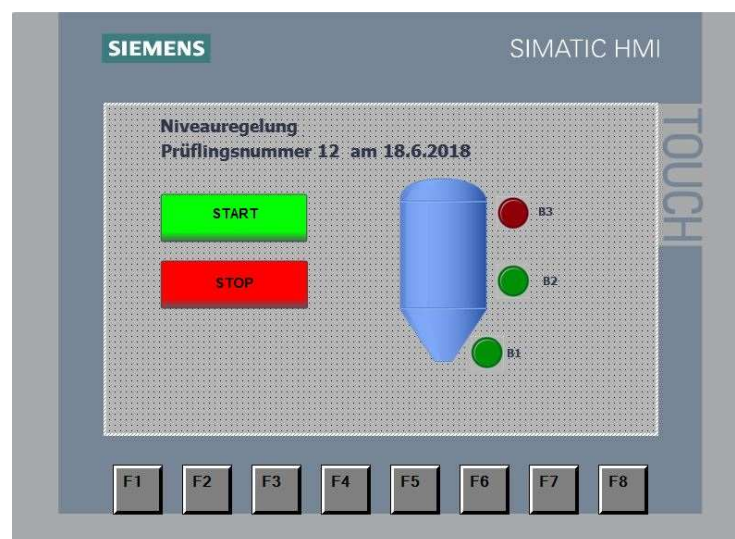 SIEMENS
SIMATIC HMI
TOUCH
Niveauregelung
Prüflingsnummer 12 am 18.6.2018
START
B3
STOP
B2
B1
F1 F2 F3 F4 F5 F6 F7 F8